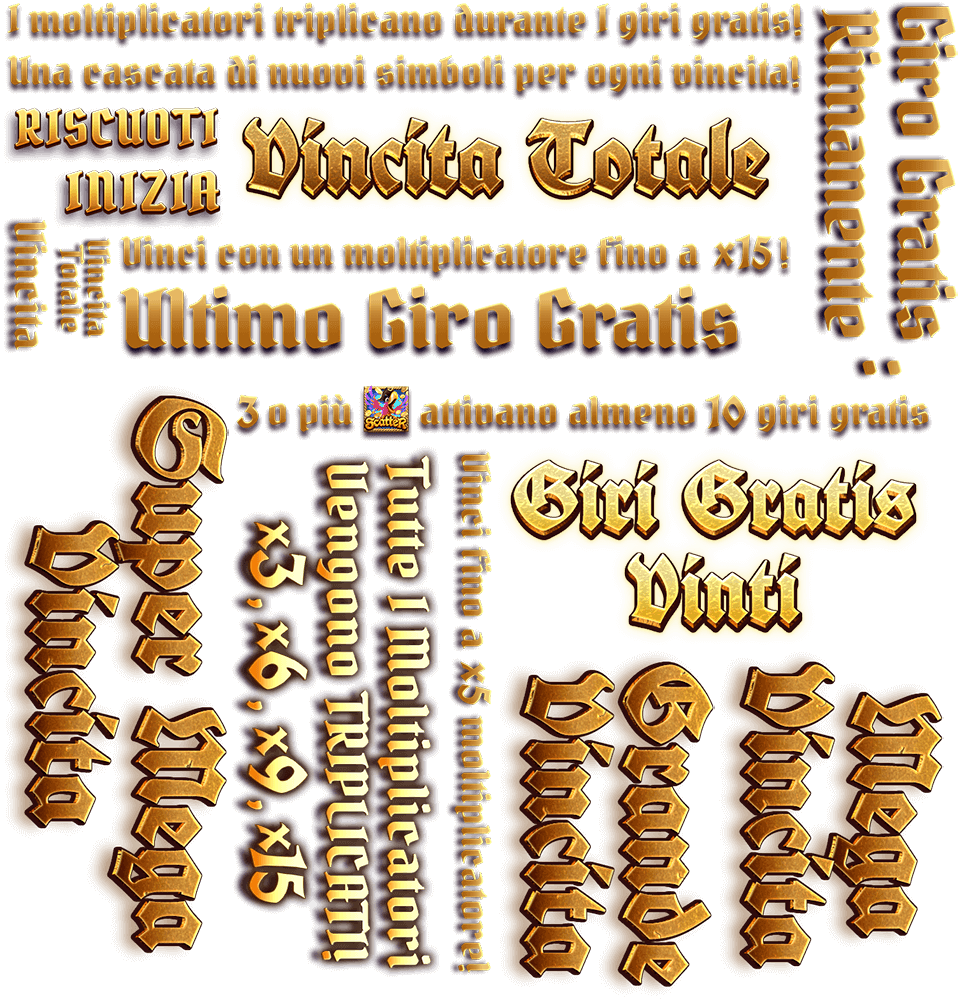 I moltiplicatori triplicano durante I giri gratis!
Una cascata di nuovi simboli per ogni vincita!
Giro Gratis
Rimanente :
RISCUOTI
INIZIA
Vincita Totale
Vincita
Vincita
Totale
Vinci con un moltiplicatore fino a x15!
Ultimo Giro Gratis
3 o più SCATTER attivano almeno 10 giri gratis
Super Mega
Vincita
Tutte I Moltiplicatori
Vengono TRIPLICATI!
x3, x6, x9, x15
Vinci fino a x5 moltiplicatore!
Giri Gratis
Vinti
Grande
Vincita
Mega
Vincita